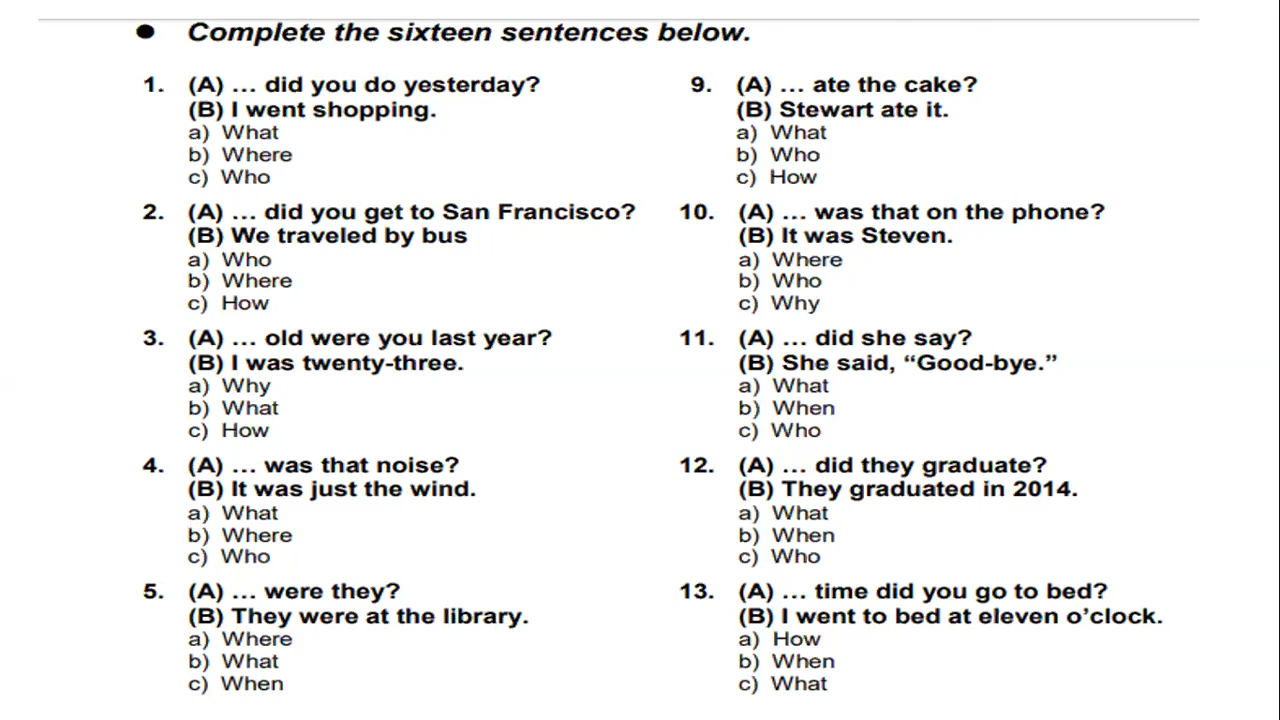 ● Complete the sixteen sentences below.
1. (A) … did you do yesterday?
(B) I went shopping.
a) What
b) Where
c) Who
2. (A) … did you get to San Francisco?
(B) We traveled by bus
a) Who
b) Where
c) How
3. (A) … old were you last year?
(B) I was twenty-three.
a) Why
b) What
c) How
4. (A) … was that noise?
(B) It was just the wind.
a) What
b) Where
c) Who
5. (A) … were they?
(B) They were at the library.
a) Where
b) What
c) When
9. (A) … ate the cake?
(B) Stewart ate it.
a) What
b) Who
c) How
10. (A) … was that on the phone?
(B) It was Steven.
a) Where
b) Who
c) Why
11. (A) … did she say?
(B) She said, “Good-bye.”
a) What
b) When
c) Who
12. (A) … did they graduate?
(B) They graduated in 2014.
a) What
b) When
c) Who
13. (A) … time did you go to bed?
(B) I went to bed at eleven o’clock.
a) How
b) When
c) What